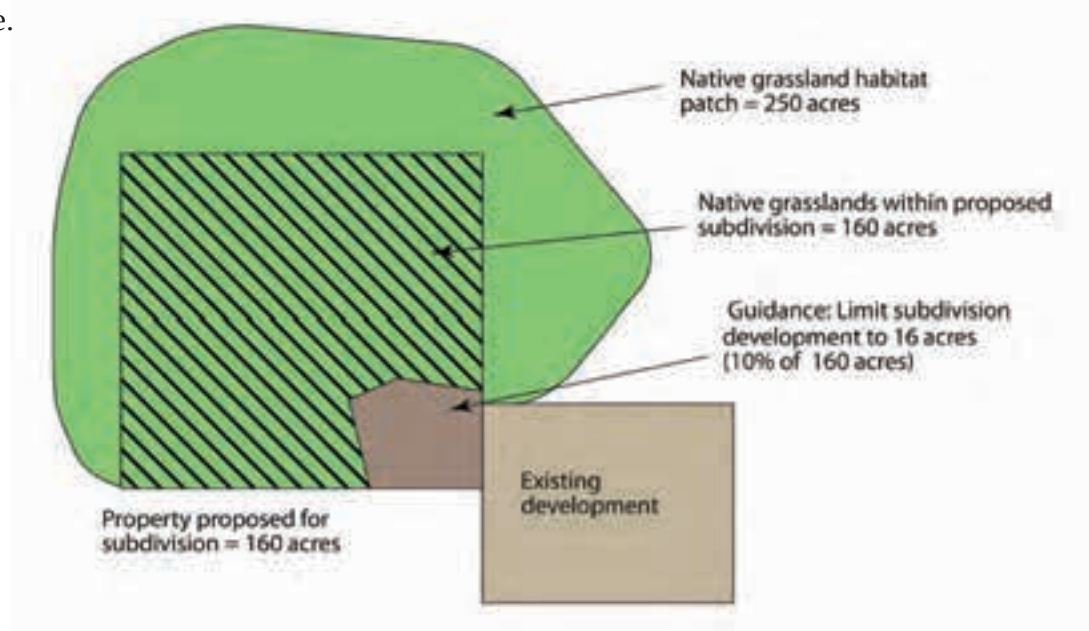 e.
Native grassland habitat
patch = 250 acres
Native grasslands within proposed
subdivision = 160 acres
Guidance: Limit subdivision
development to 16 acres
(10% of 160 acres)
Existing
development
Property proposed for
subdivision = 160 acres